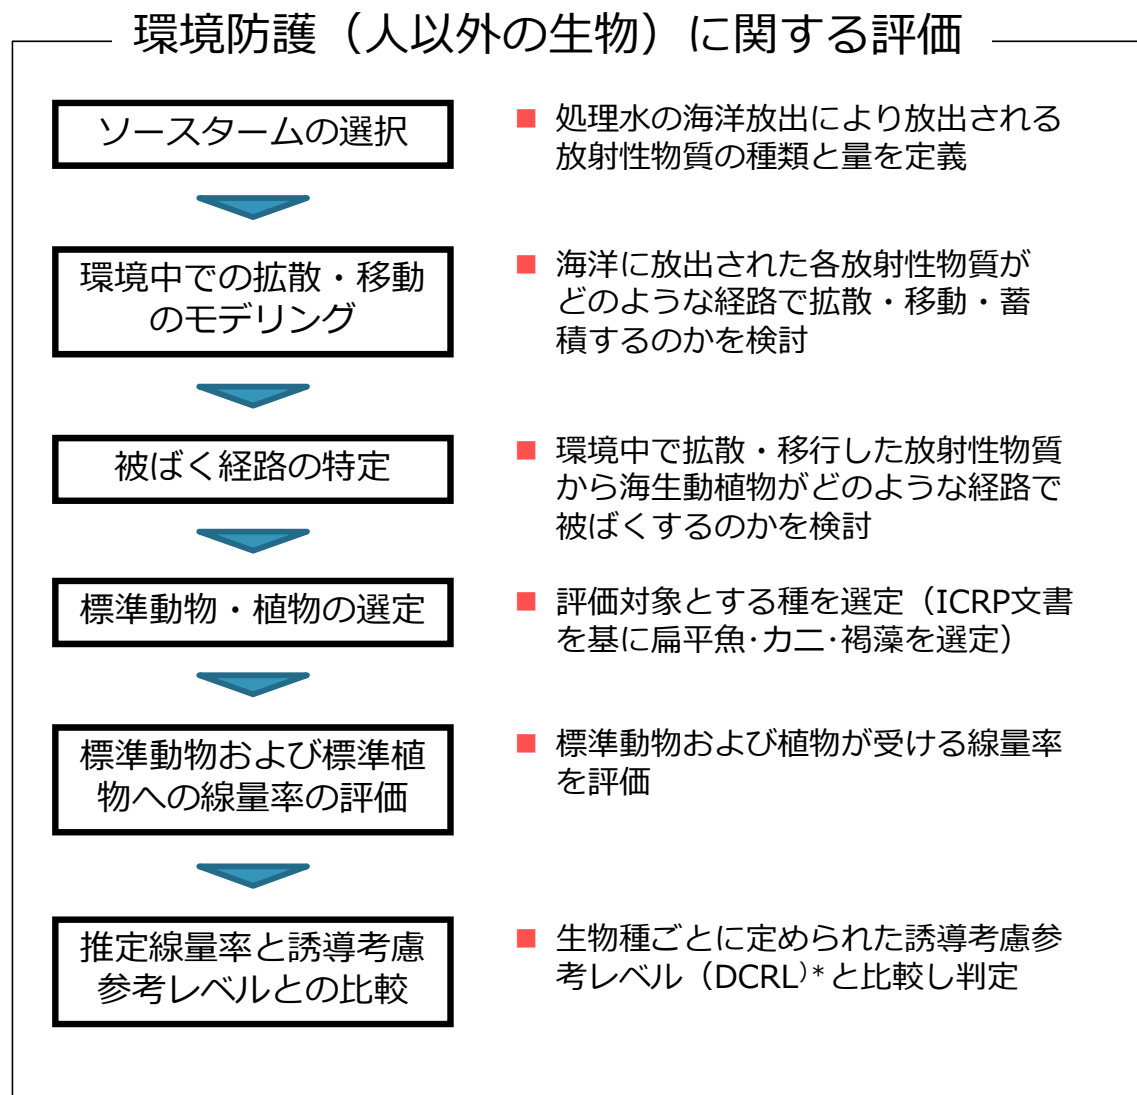 環境防護（人以外の生物）に関する評価
ソースタームの選択
■ 処理水の海洋放出により放出される
放射性物質の種類と量を定義
環境中での拡散・移動
のモデリング
■ 海洋に放出された各放射性物質が
どのような経路で拡散・移動・蓄
積するのかを検討
被ばく経路の特定
■ 環境中で拡散・移行した放射性物質
から海生動植物がどのような経路で
被ばくするのかを検討
標準動物・植物の選定
■ 評価対象とする種を選定（ICRP文書
を基に扁平魚･カニ･褐藻を選定）
標準動物および標準植
物への線量率の評価
■ 標準動物および植物が受ける線量率
を評価
推定線量率と誘導考慮
参考レベルとの比較
■ 生物種ごとに定められた誘導考慮参
考レベル（DCRL)*と比較し判定